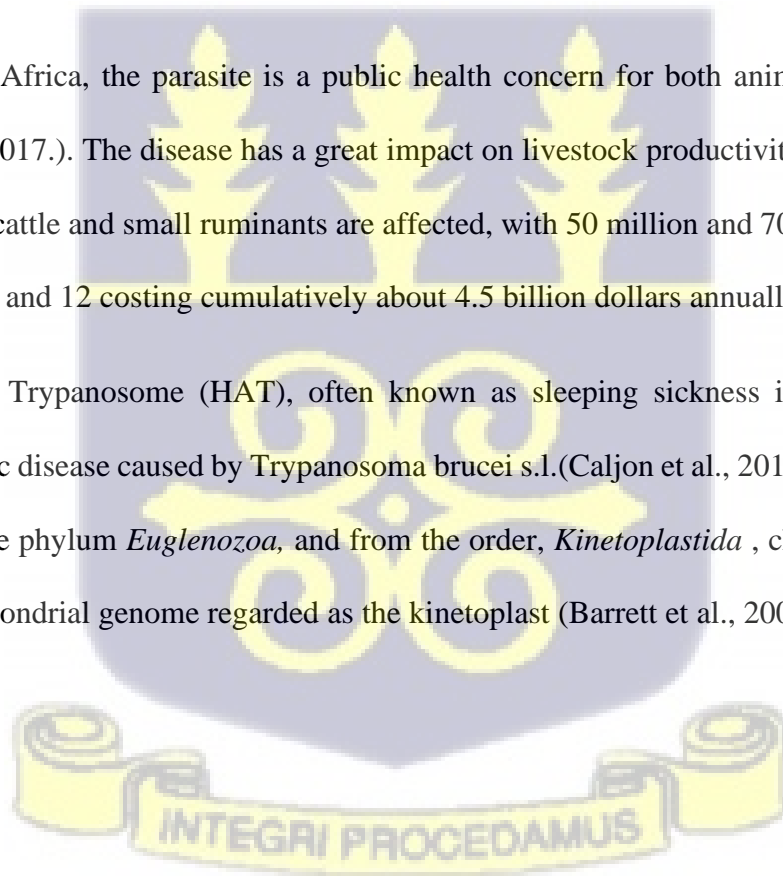 Africa, the parasite is a public health concern for both
017.). The disease has a great impact on livestock
cattle and small ruminants are affected, with 50 million and 70
and 12 costing cumulatively about 4.5 billion dollars
Trypanosome (HAT), often known as sleeping sickness
c disease caused by Trypanosoma brucei s.l.(Caljon et al., 201
e phylum Euglenozoa, and from the order, Kinetoplastida , c
ondrial genome regarded as the kinetoplast (Barrett et al., 200
INTEGRI PROCEDAMUS